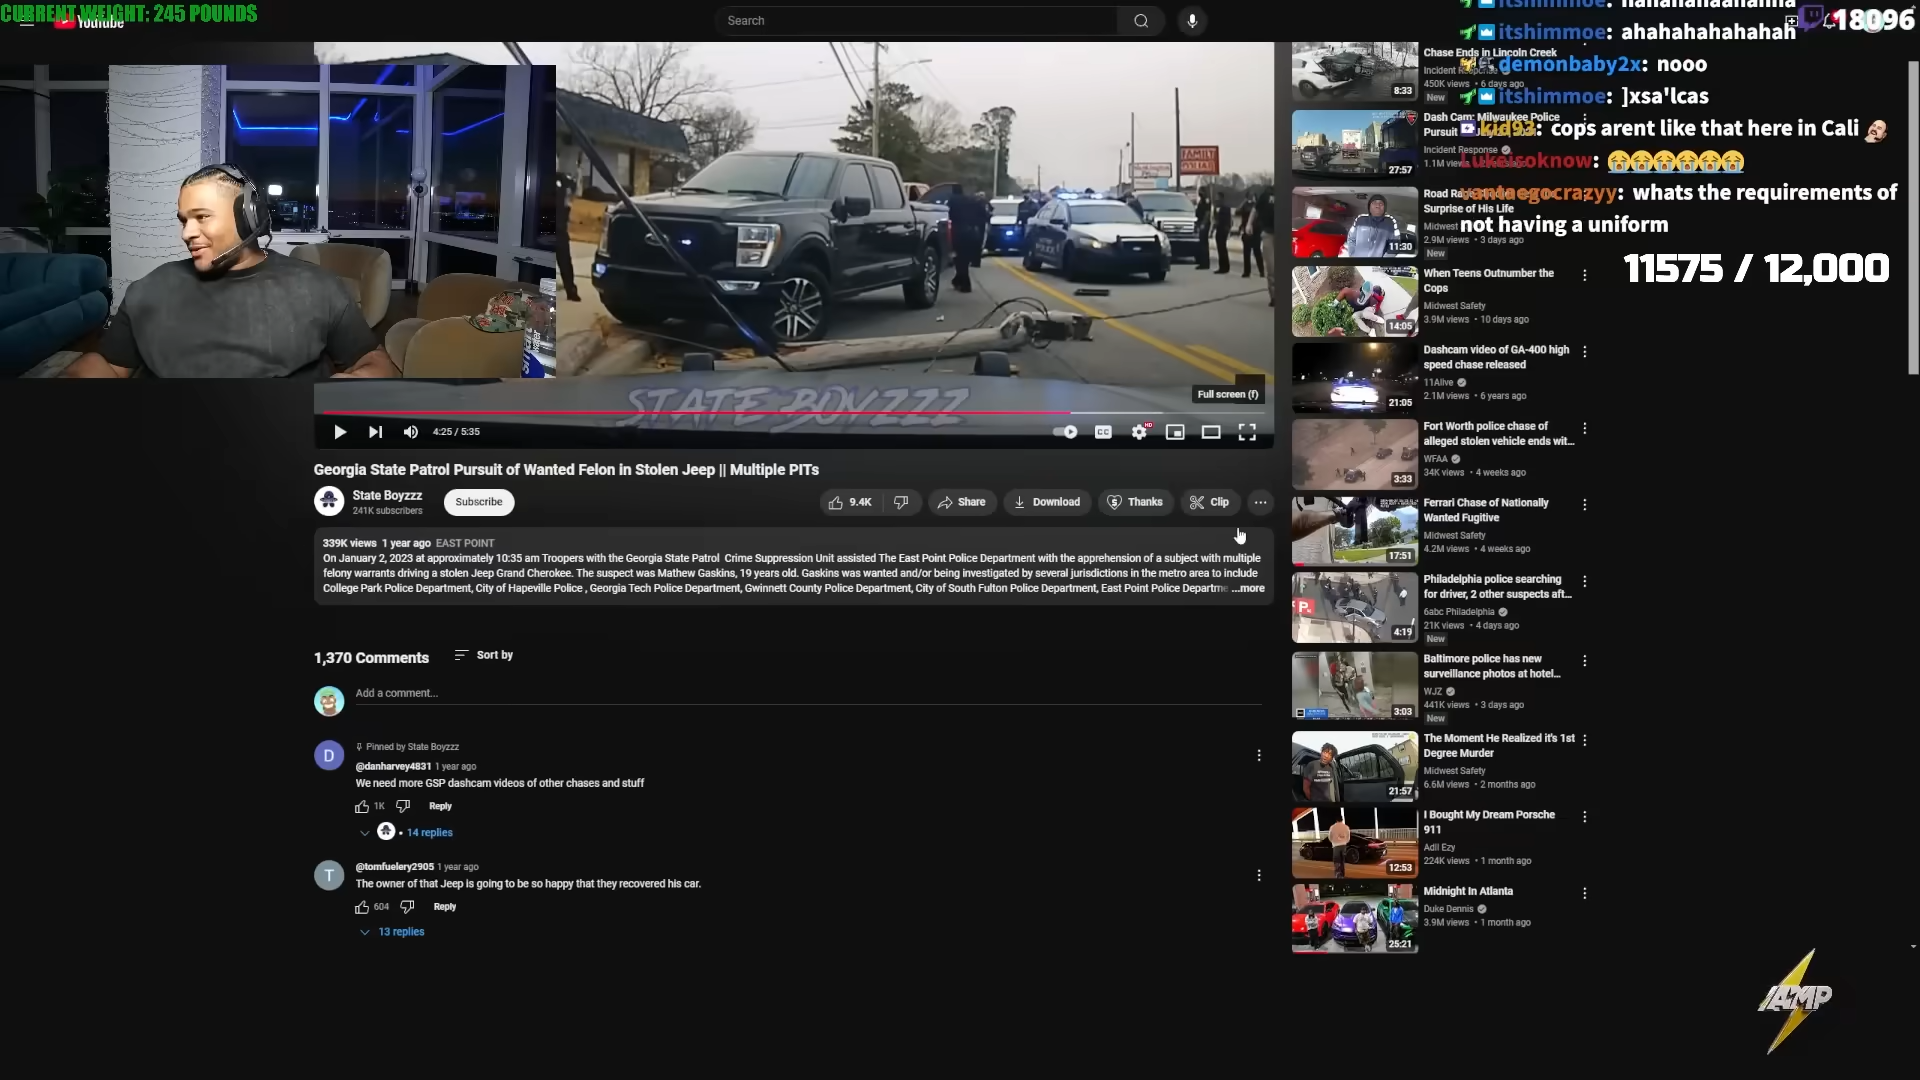 CURRENT WEIGHT: 245 POUNDS
YouTube
Search
18096
itshimmoe: hahahahaahahha
itshimmoe: ahahahahahahah
demonbaby2x: nooo
itshimmoe: ]xsa'lcas
kid93: cops arent like that here in Cali
Lukeisoknow: 😭😭😭😭😭😭
vantaegocrazyy: whats the requirements of
not having a uniform
11575 / 12,000
FAMILY
DOLLAR
POLICE
STATE BOYZZZ
Full screen (f)
4:25 / 5:35
CC
HD
Georgia State Patrol Pursuit of Wanted Felon in Stolen Jeep || Multiple PITs
State Boyzzz
241K subscribers
Subscribe
9.4K
Share
Download
Thanks
Clip
339K views 1 year ago EAST POINT
On January 2, 2023 at approximately 10:35 am Troopers with the Georgia State Patrol Crime Suppression Unit assisted The East Point Police Department with the apprehension of a subject with multiple
felony warrants driving a stolen Jeep Grand Cherokee. The suspect was Mathew Gaskins, 19 years old. Gaskins was wanted and/or being investigated by several jurisdictions in the metro area to include
College Park Police Department, City of Hapeville Police , Georgia Tech Police Department, Gwinnett County Police Department, City of South Fulton Police Department, East Point Police Departme ...more
1,370 Comments
Sort by
Add a comment...
D
Pinned by State Boyzzz
@danharvey4831 1 year ago
We need more GSP dashcam videos of other chases and stuff
1K
Reply
14 replies
T
@tomfuelery2905 1 year ago
The owner of that Jeep is going to be so happy that they recovered his car.
604
Reply
13 replies
Chase Ends in Lincoln Creek
Incident Response
450K views • 6 days ago
New
8:33
Dash Cam: Milwaukee Police
Pursuit
Incident Response
1.1M views
27:57
Road Rage
Surprise of His Life
Midwest
2.9M views • 3 days ago
New
11:30
When Teens Outnumber the
Cops
Midwest Safety
3.9M views • 10 days ago
14:05
Dashcam video of GA-400 high
speed chase released
11Alive
2.1M views • 6 years ago
21:05
Fort Worth police chase of
alleged stolen vehicle ends wit...
WFAA
34K views • 4 weeks ago
3:33
Ferrari Chase of Nationally
Wanted Fugitive
Midwest Safety
4.2M views • 4 weeks ago
17:51
Philadelphia police searching
for driver, 2 other suspects aft...
6abc Philadelphia
21K views • 4 days ago
New
4:19
Baltimore police has new
surveillance photos at hotel...
WJZ
441K views • 3 days ago
New
3:03
The Moment He Realized it's 1st
Degree Murder
Midwest Safety
6.6M views • 2 months ago
21:57
I Bought My Dream Porsche
911
Adil Ezy
224K views • 1 month ago
12:53
Midnight In Atlanta
Duke Dennis
3.9M views • 1 month ago
25:21
AMP